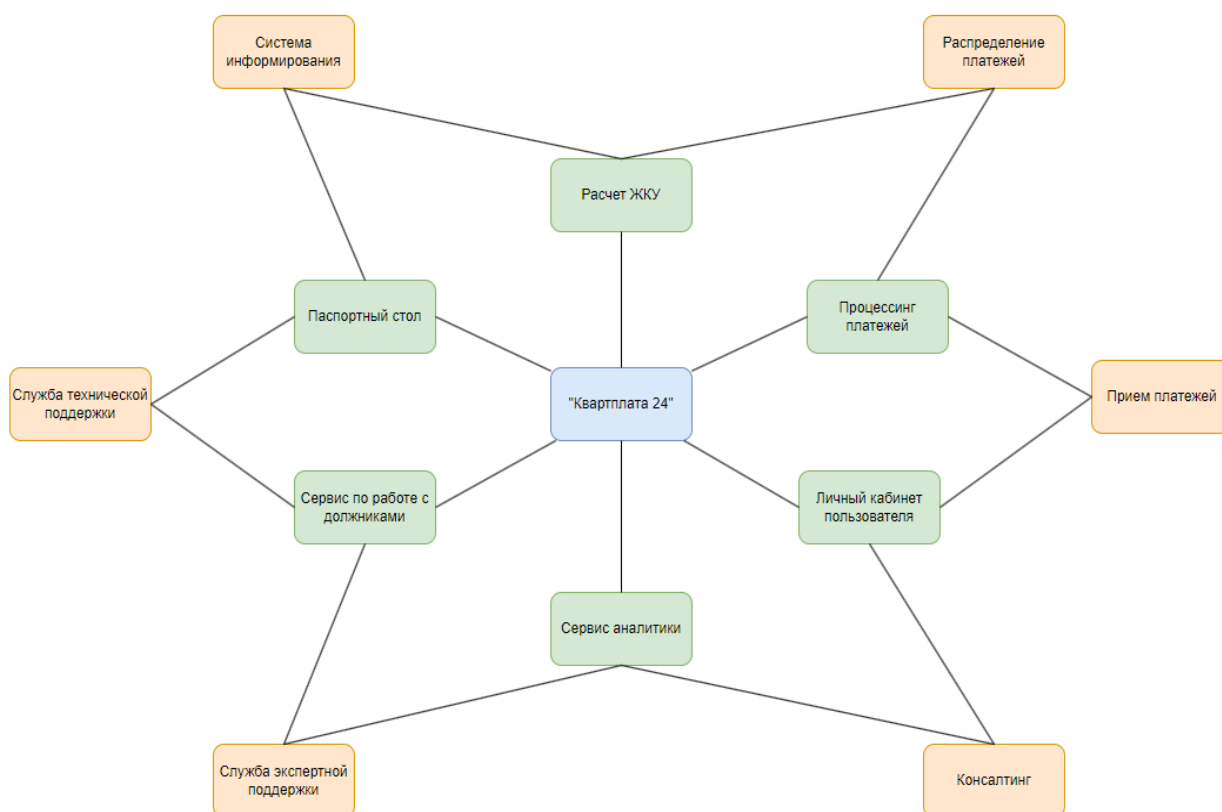 Система
информирования
Распределение
платежей
Расчет ЖКУ
Паспортный стол
Процессинг
платежей
Служба технической
поддержки
"Квартплата 24"
Прием платежей
Сервис по работе с
должниками
Личный кабинет
пользователя
Сервис аналитики
Служба экспертной
поддержки
Консалтинг